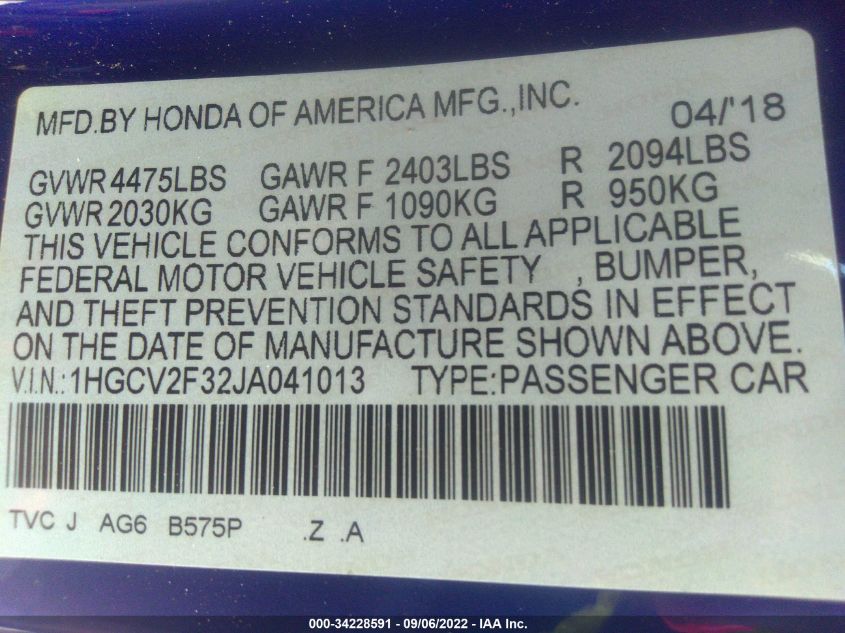 MFD.BY HONDA OF AMERICA MFG.,INC. 04/'18
GVWR 4475LBS GAWR F 2403LBS R 2094LBS
GVWR 2030KG GAWR F 1090KG R 950KG
THIS VEHICLE CONFORMS TO ALL APPLICABLE
FEDERAL MOTOR VEHICLE SAFETY , BUMPER,
AND THEFT PREVENTION STANDARDS IN EFFECT
ON THE DATE OF MANUFACTURE SHOWN ABOVE.
V.I.N.:1HGCV2F32JA041013 TYPE:PASSENGER CAR
TVC J AG6 B575P .Z .A
000-34228591 - 09/06/2022 - IAA Inc.